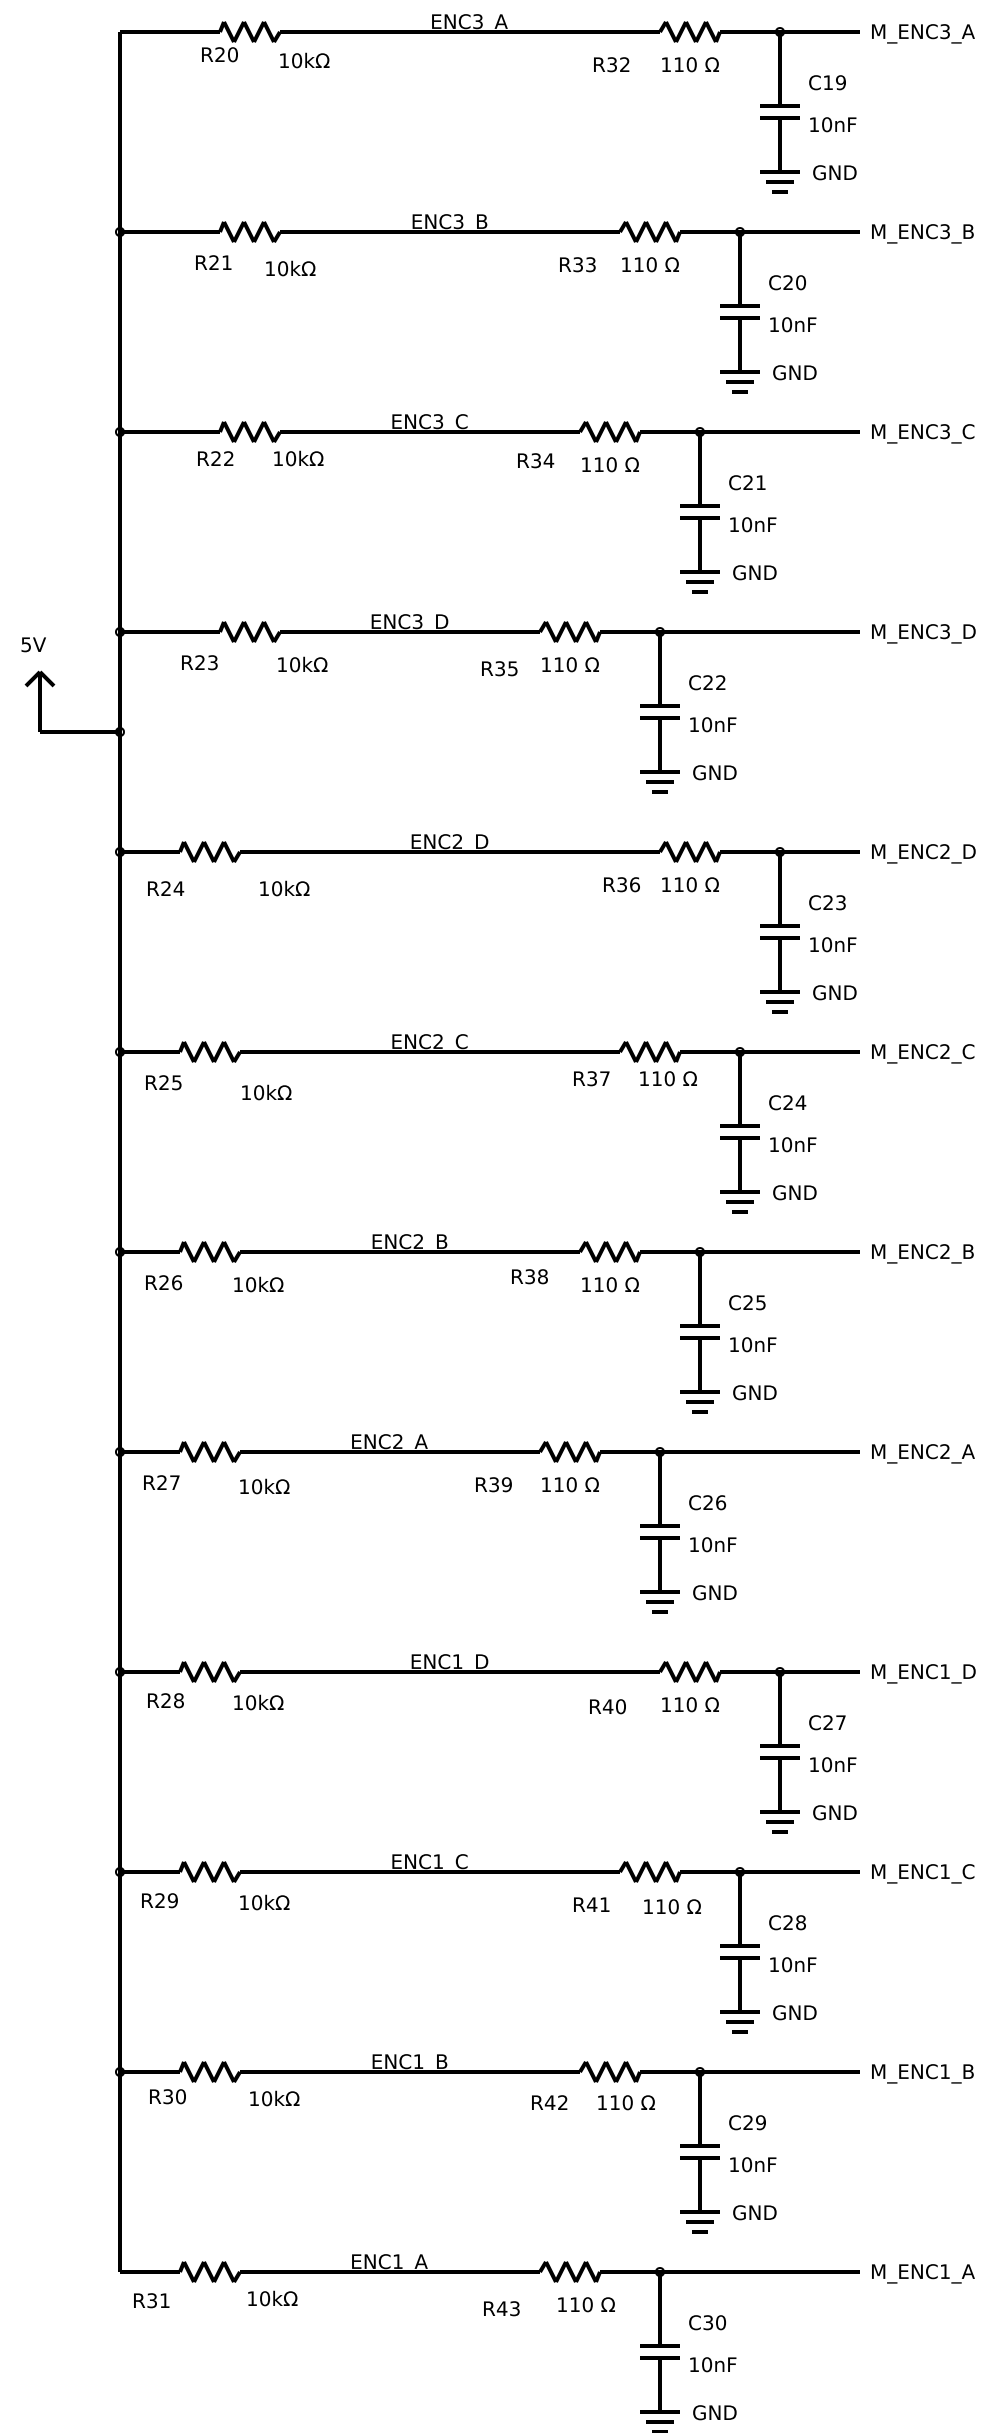 ENC3_A M_ENC3_A
R20 10kΩ R32 110 Ω
C19
10nF
GND
ENC3_B M_ENC3_B
R21 10kΩ R33 110 Ω
C20
10nF
GND
ENC3_C M_ENC3_C
R22 10kΩ R34 110 Ω
C21
10nF
GND
ENC3_D M_ENC3_D
5V
R23 10kΩ R35 110 Ω
C22
10nF
GND
ENC2_D M_ENC2_D
R24 10kΩ R36 110 Ω
C23
10nF
GND
ENC2_C M_ENC2_C
R25 10kΩ R37 110 Ω
C24
10nF
GND
ENC2_B M_ENC2_B
R26 10kΩ R38 110 Ω
C25
10nF
GND
ENC2_A M_ENC2_A
R27 10kΩ R39 110 Ω
C26
10nF
GND
ENC1_D M_ENC1_D
R28 10kΩ R40 110 Ω
C27
10nF
GND
ENC1_C M_ENC1_C
R29 10kΩ R41 110 Ω
C28
10nF
GND
ENC1_B M_ENC1_B
R30 10kΩ R42 110 Ω
C29
10nF
GND
ENC1_A M_ENC1_A
R31 10kΩ R43 110 Ω
C30
10nF
GND